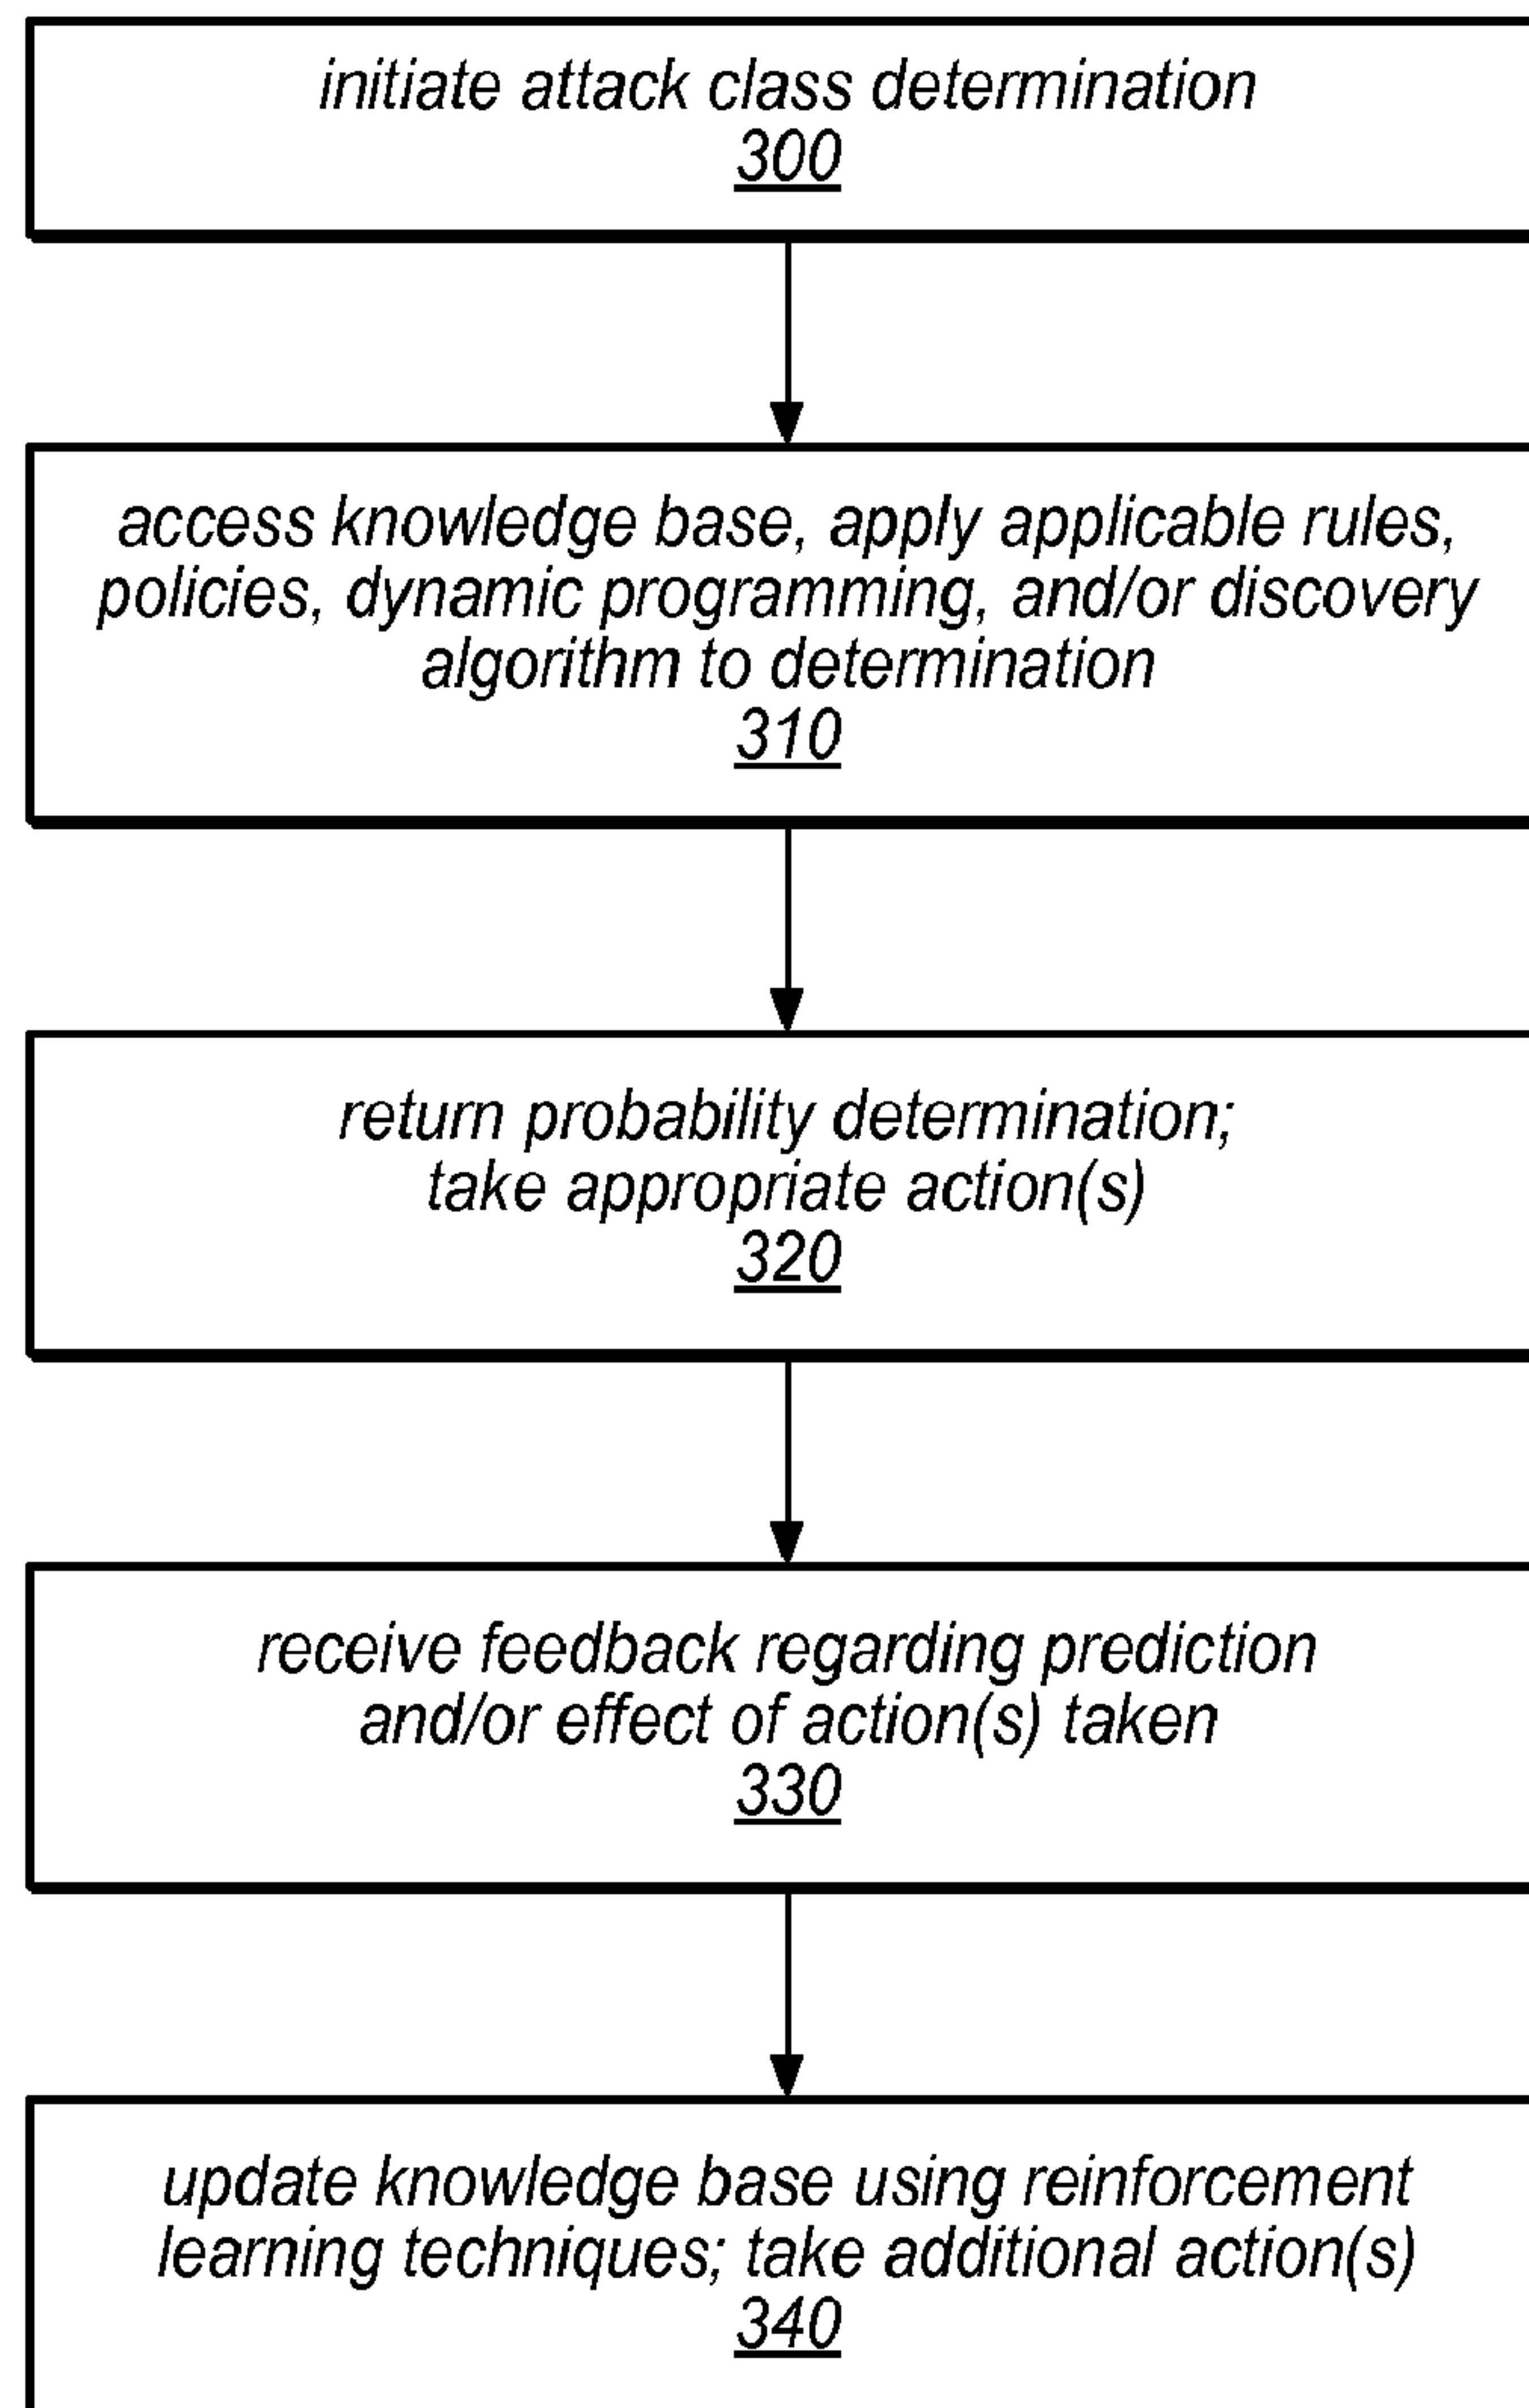 initiate attack class determination
300
access knowledge base, apply applicable rules,
policies, dynamic programming, and/or discovery
algorithm to determination
310
return probability determination;
take appropriate action(s)
320
receive feedback regarding prediction
and/or effect of action(s) taken
330
update knowledge base using reinforcement
learning techniques; take additional action(s)
340